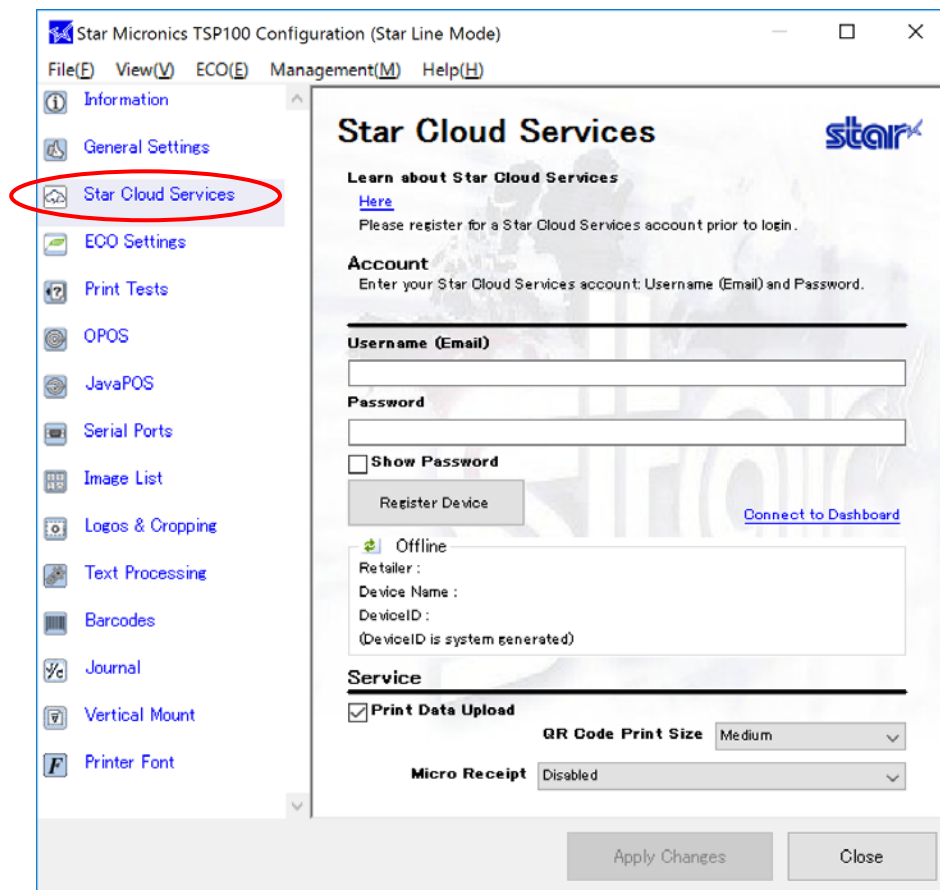 Star Micronics TSP100 Configuration (Star Line Mode)
File(F) View(V) ECO(E) Management(M) Help(H)
Information
General Settings
Star Cloud Services
ECO Settings
Print Tests
OPOS
JavaPOS
Serial Ports
Image List
Logos & Cropping
Text Processing
Barcodes
Journal
Vertical Mount
Printer Font
Star Cloud Services
star
Learn about Star Cloud Services
Here
Please register for a Star Cloud Services account prior to login.
Account
Enter your Star Cloud Services account: Username (Email) and Password.
Username (Email)
Password
Show Password
Register Device
Connect to Dashboard
Offline
Retailer :
Device Name :
DeviceID :
(DeviceID is system generated)
Service
Print Data Upload
QR Code Print Size Medium
Micro Receipt Disabled
Apply Changes Close